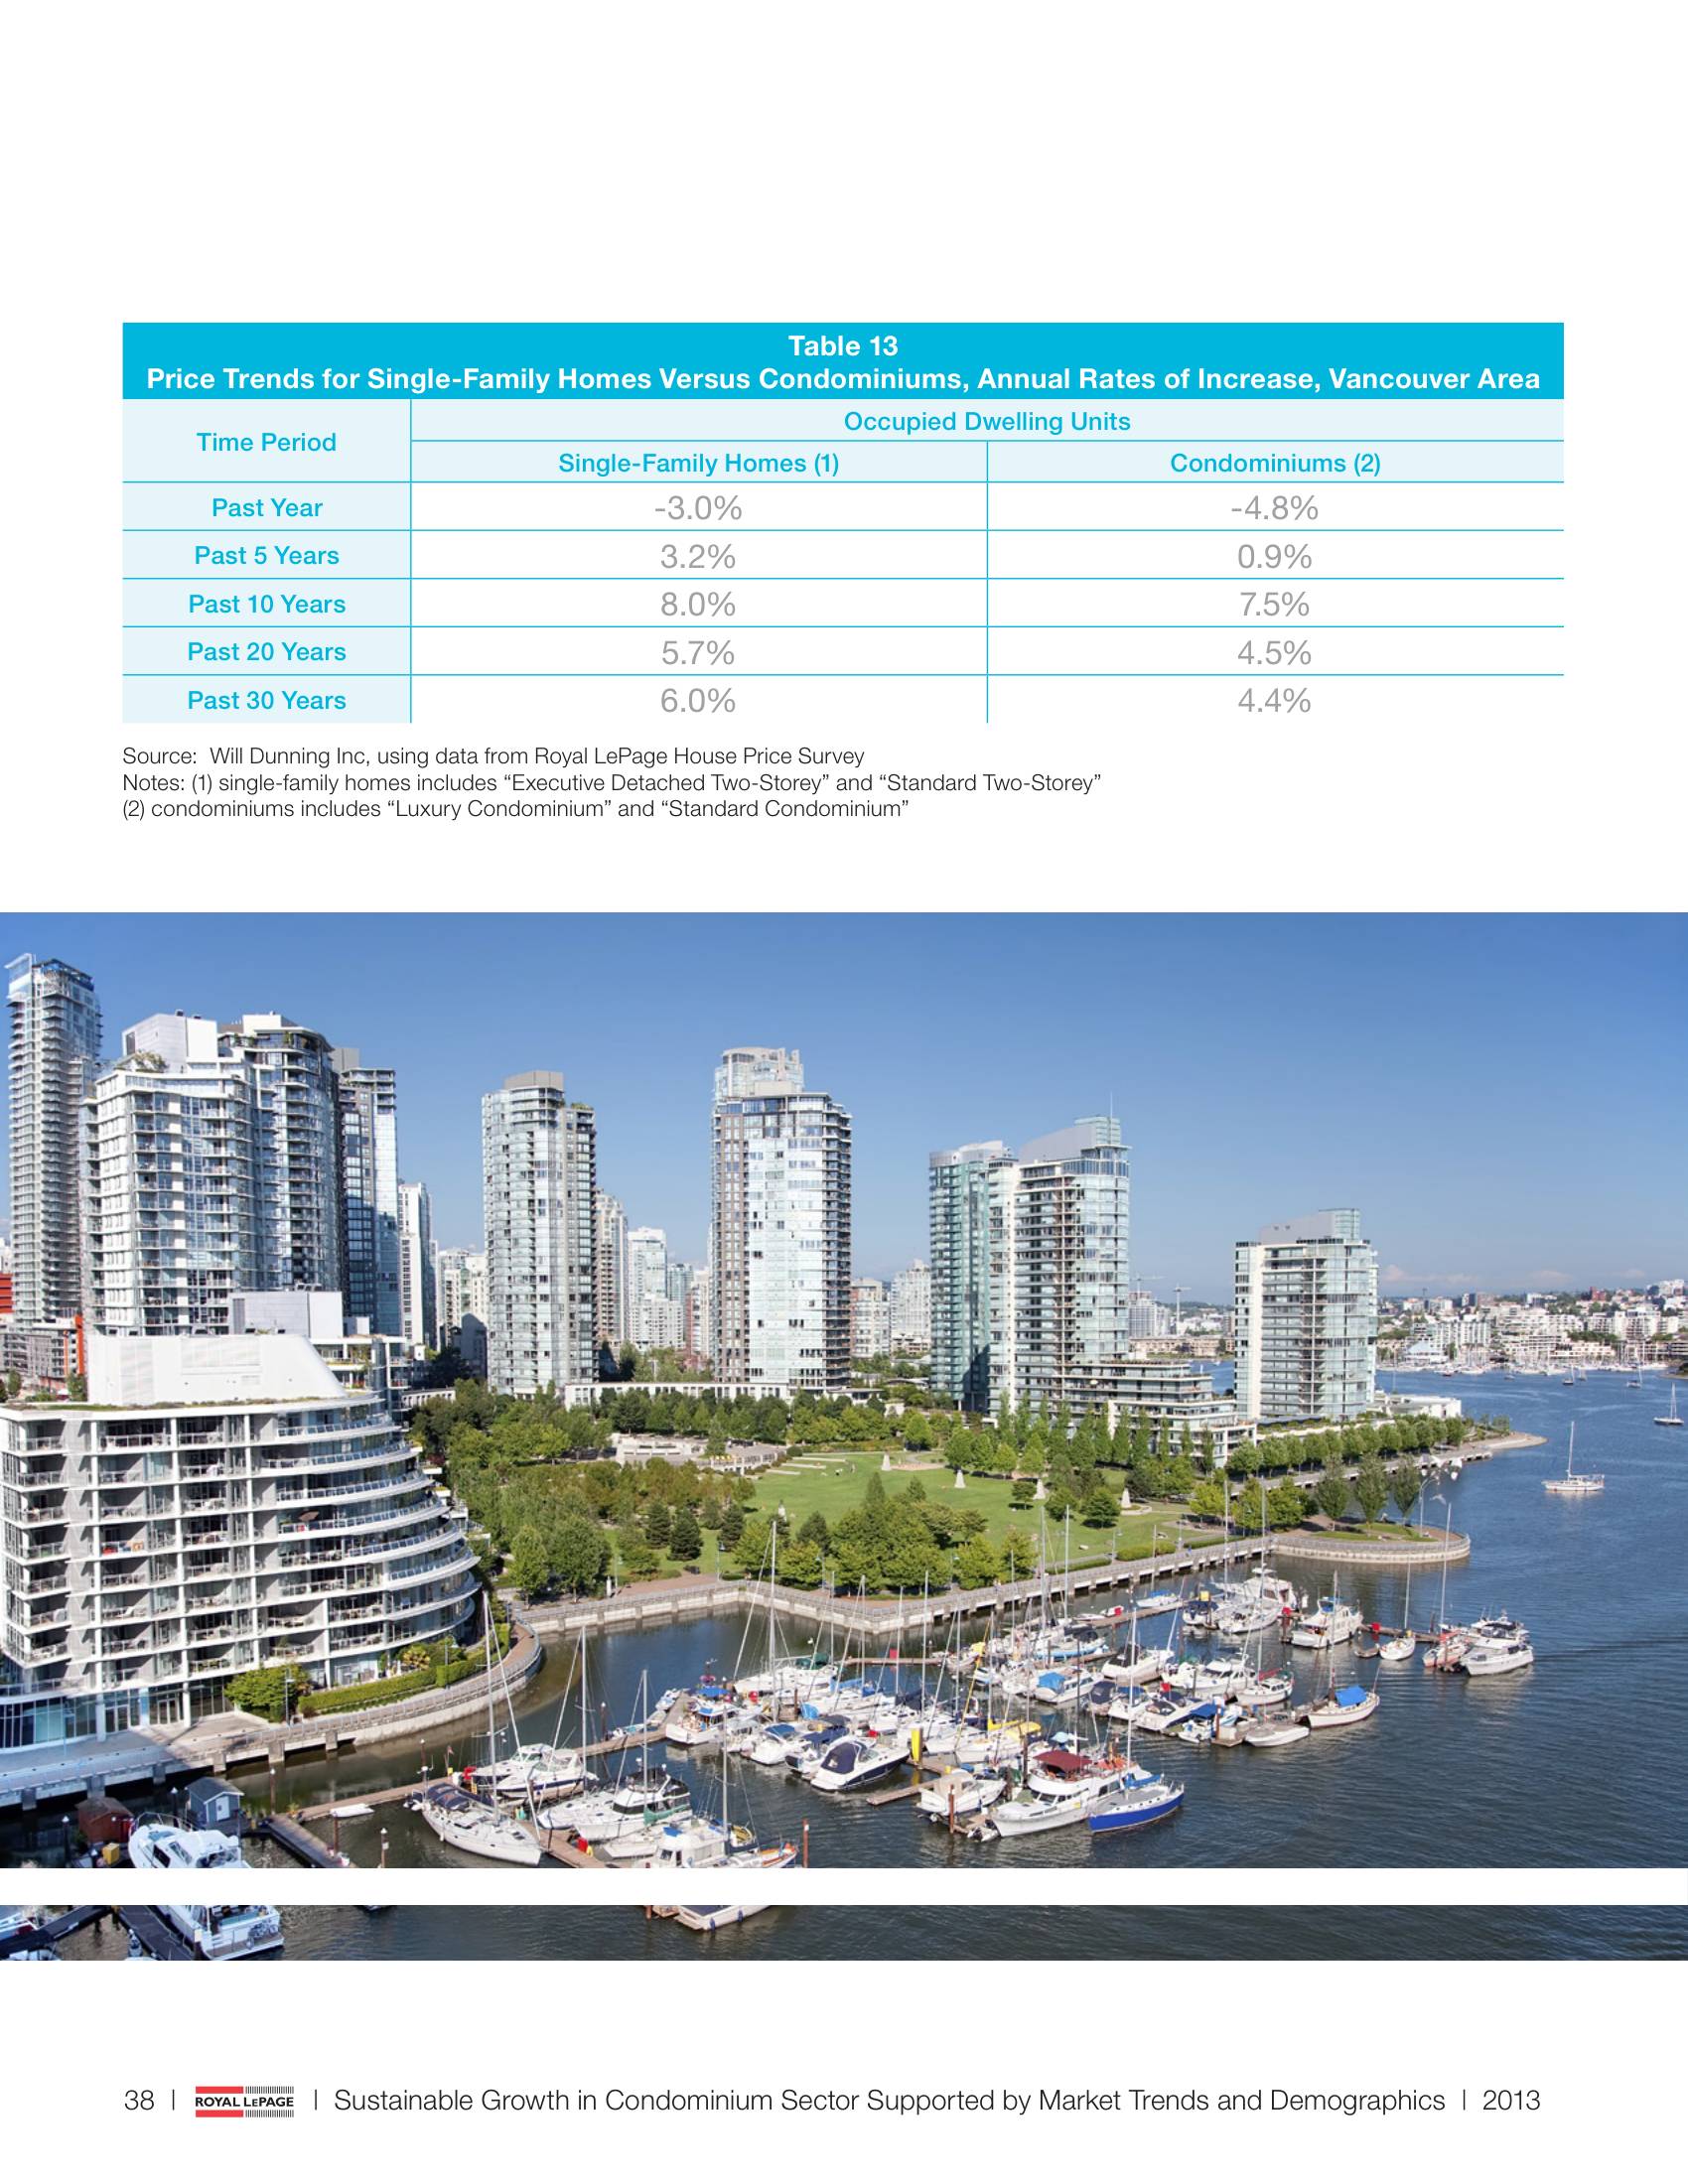 Table 13
Price Trends for Single-Family Homes Versus Condominiums, Annual Rates of Increase, Vancouver Area
Time Period
Occupied Dwelling Units
Single-Family Homes (1) Condominiums (2)
Past Year -3.0% -4.8%
Past 5 Years 3.2% 0.9%
Past 10 Years 8.0% 7.5%
Past 20 Years 5.7% 4.5%
Past 30 Years 6.0% 4.4%
Source:  Will Dunning Inc, using data from Royal LePage House Price Survey
Notes: (1) single-family homes includes “Executive Detached Two-Storey” and “Standard Two-Storey”
(2) condominiums includes “Luxury Condominium” and “Standard Condominium”
38 | ROYAL LEPAGE | Sustainable Growth in Condominium Sector Supported by Market Trends and Demographics | 2013